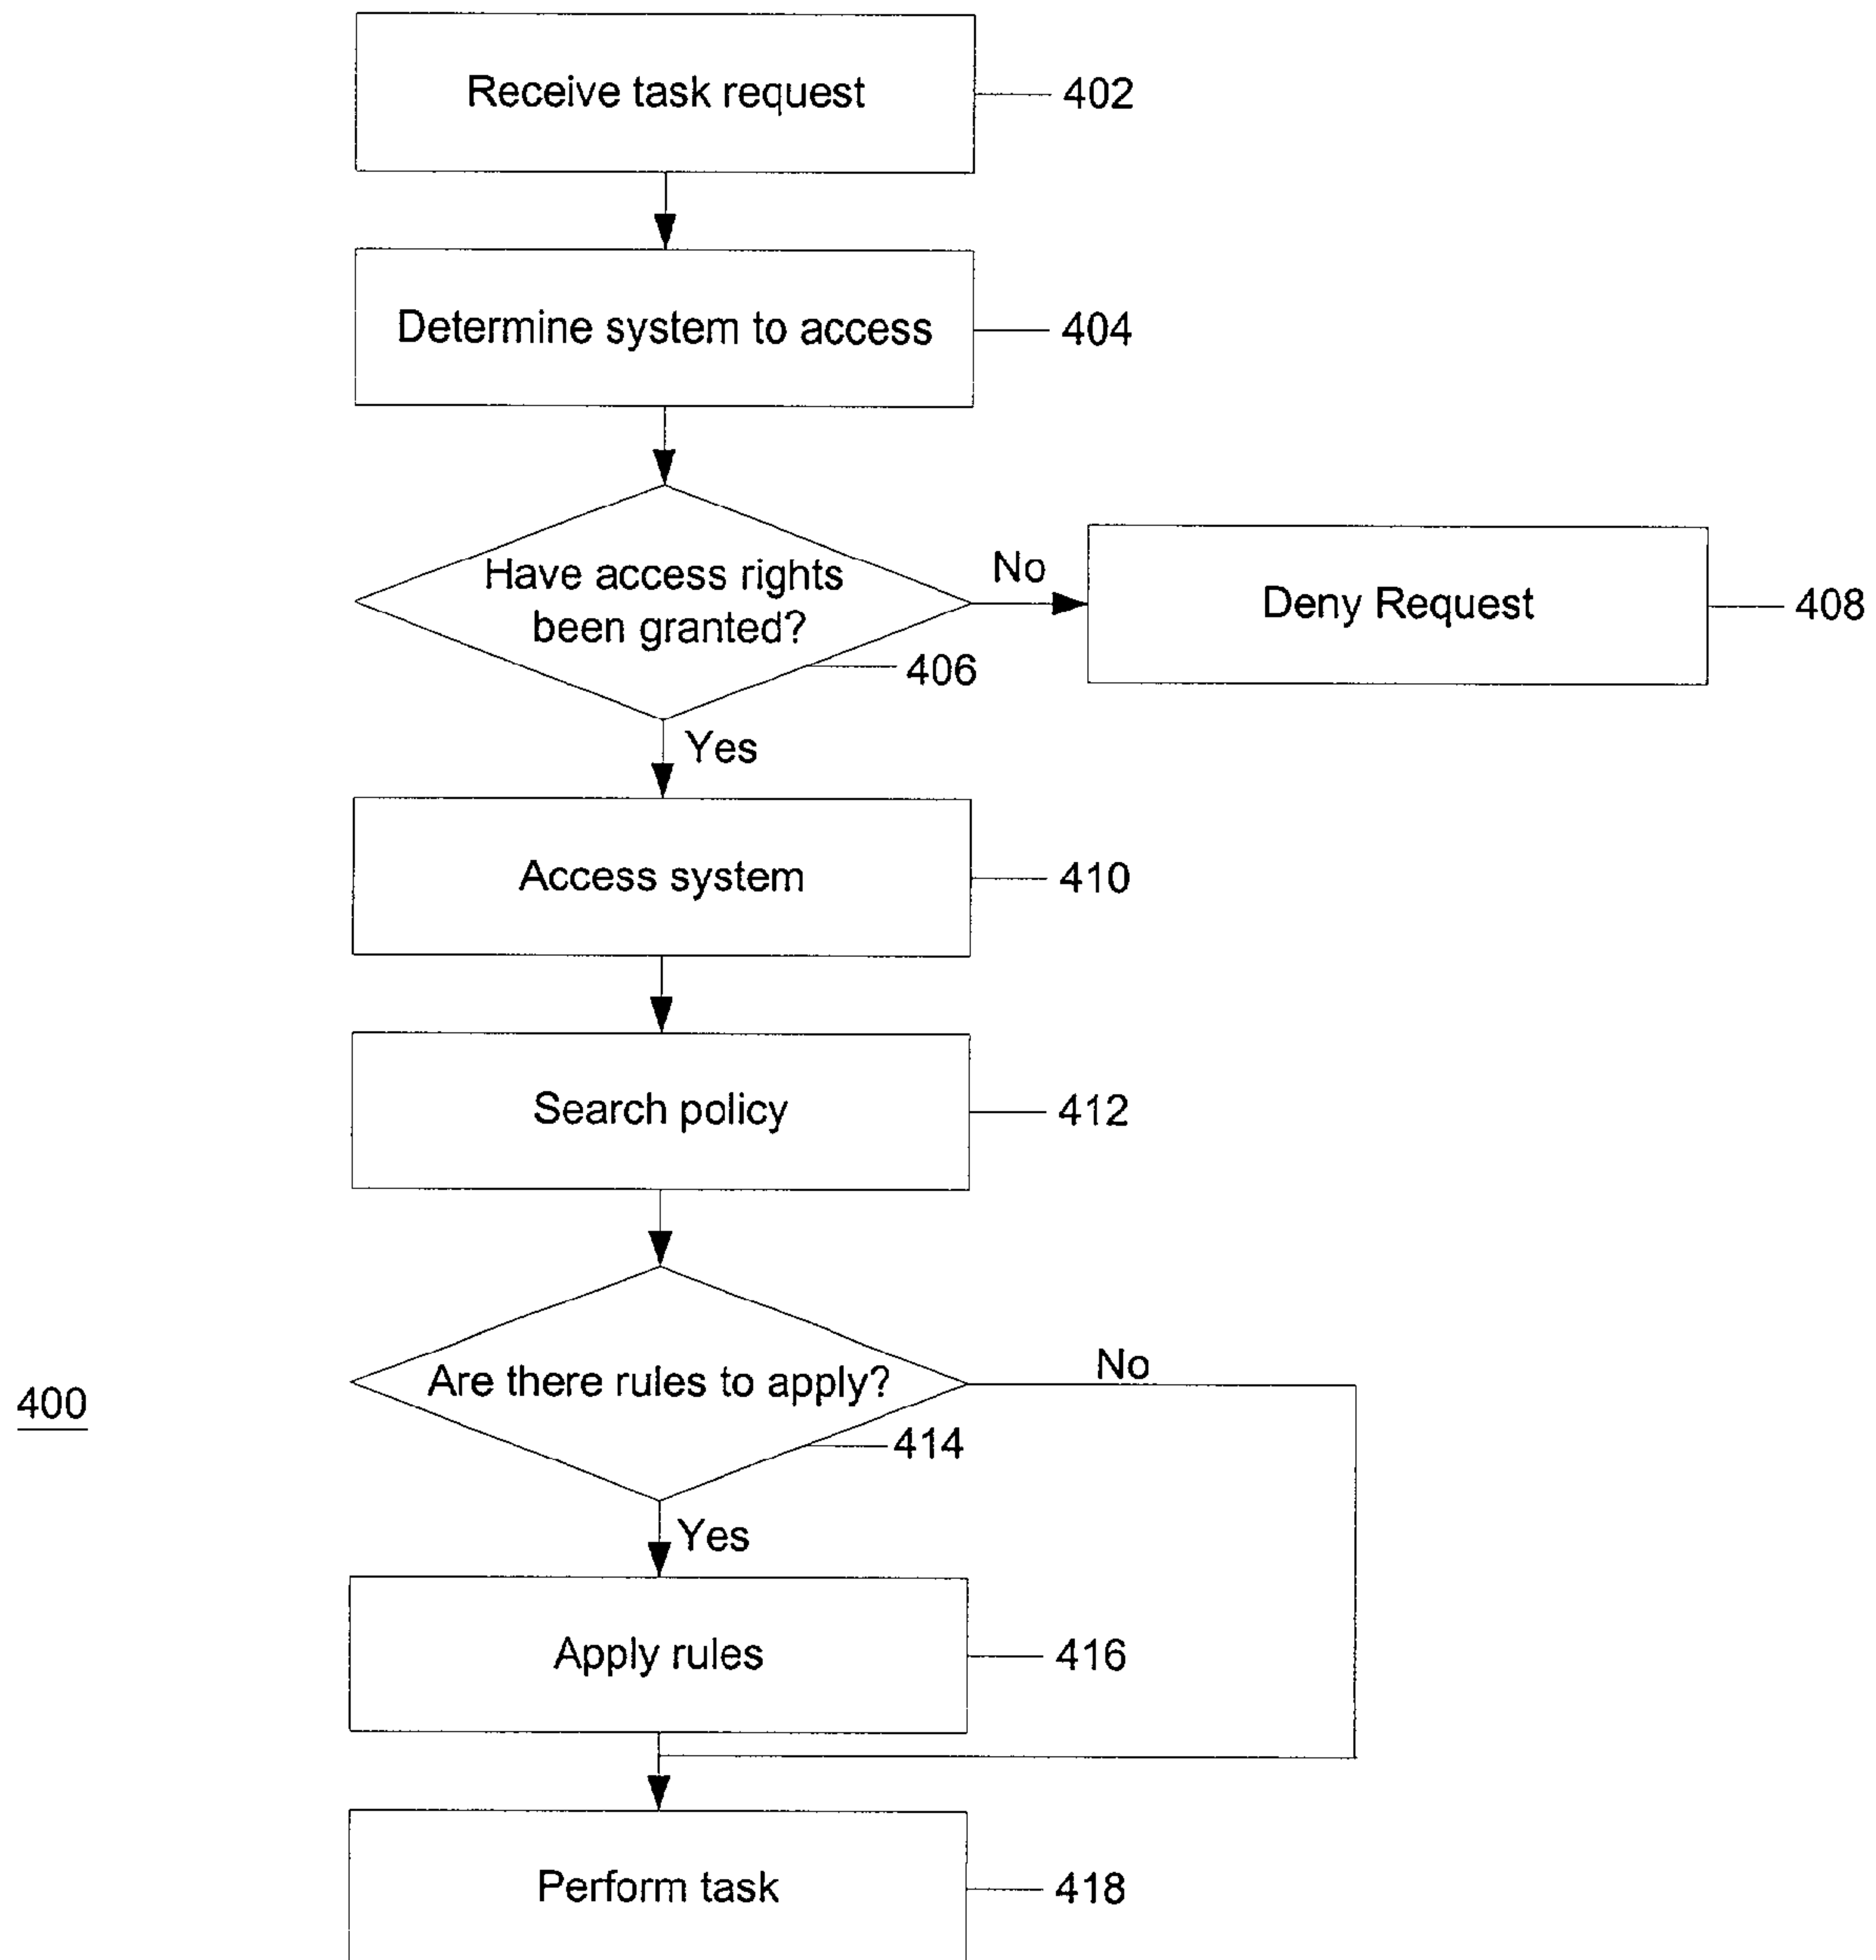 Receive task request
402
Determine system to access
404
Have access rights
been granted?
406
No
Deny Request
408
Yes
Access system
410
Search policy
412
Are there rules to apply?
414
No
400
Yes
Apply rules
416
Perform task
418